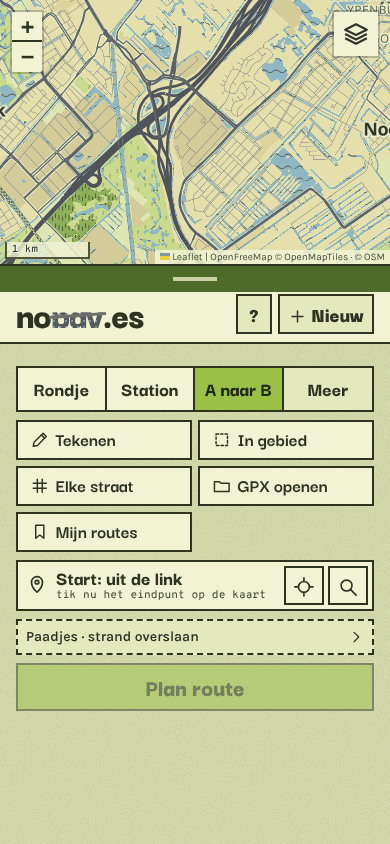 +
YPENBU
No
−
1 km
Leaflet | OpenFreeMap © OpenMapTiles · © OSM
nobav.es
?
+ Nieuw
Rondje
Station
A naar B
Meer
Tekenen
In gebied
Elke straat
GPX openen
Mijn routes
Start: uit de link
tik nu het eindpunt op de kaart
Paadjes · strand overslaan
Plan route